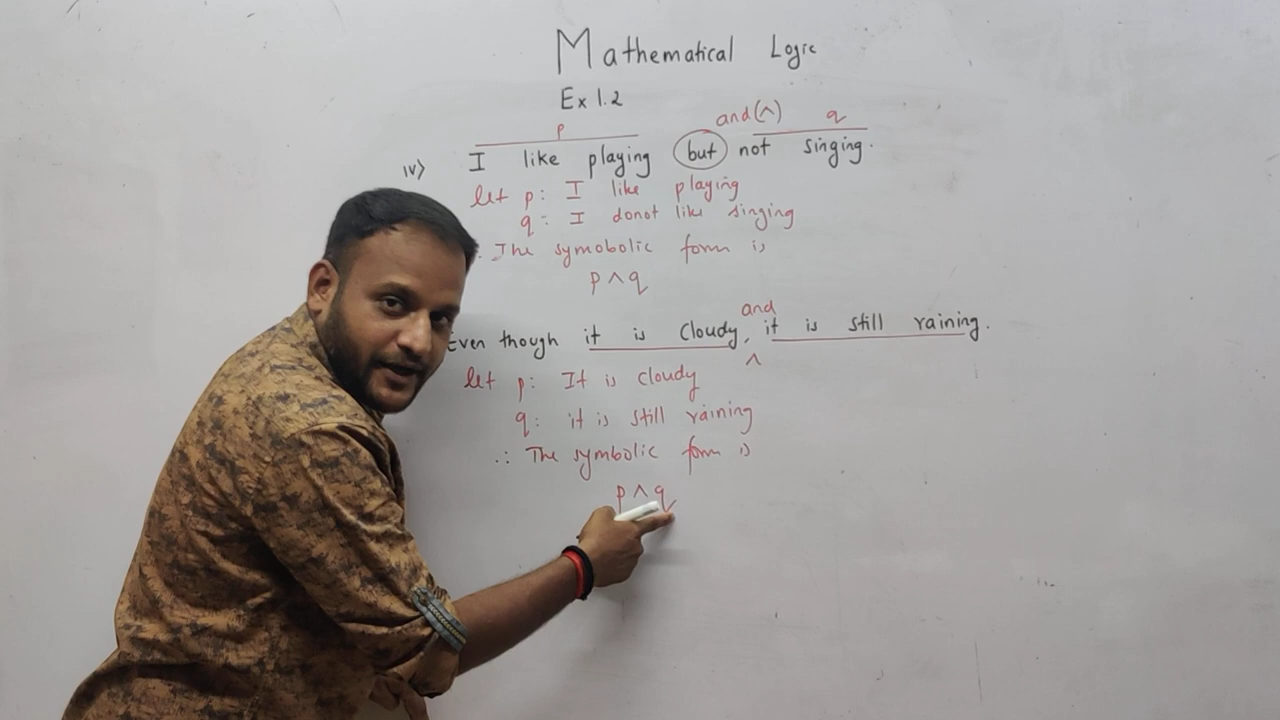 Mathematical Logic
Ex 1.2
p and(∧) q
iv) I like playing but not singing.
let p: I like playing
q: I donot like singing
. The symobolic form is
p ∧ q
and
Even though it is cloudy, it is still raining.
∧
let p: It is cloudy
q: it is still raining
∴ The symbolic form is
p ∧ q